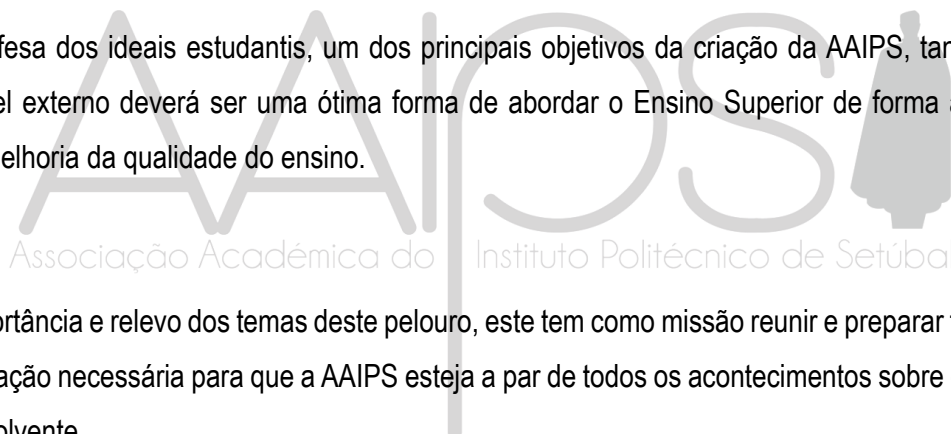 fesa dos ideais estudantis, um dos principais objetivos da criação da AAIPS, tan
el externo deverá ser uma ótima forma de abordar o Ensino Superior de forma a
elhoria da qualidade do ensino.
AAIPS
Associação Académica do Instituto Politécnico de Setúba
ortância e relevo dos temas deste pelouro, este tem como missão reunir e preparar
ação necessária para que a AAIPS esteja a par de todos os acontecimentos sobre
olvente